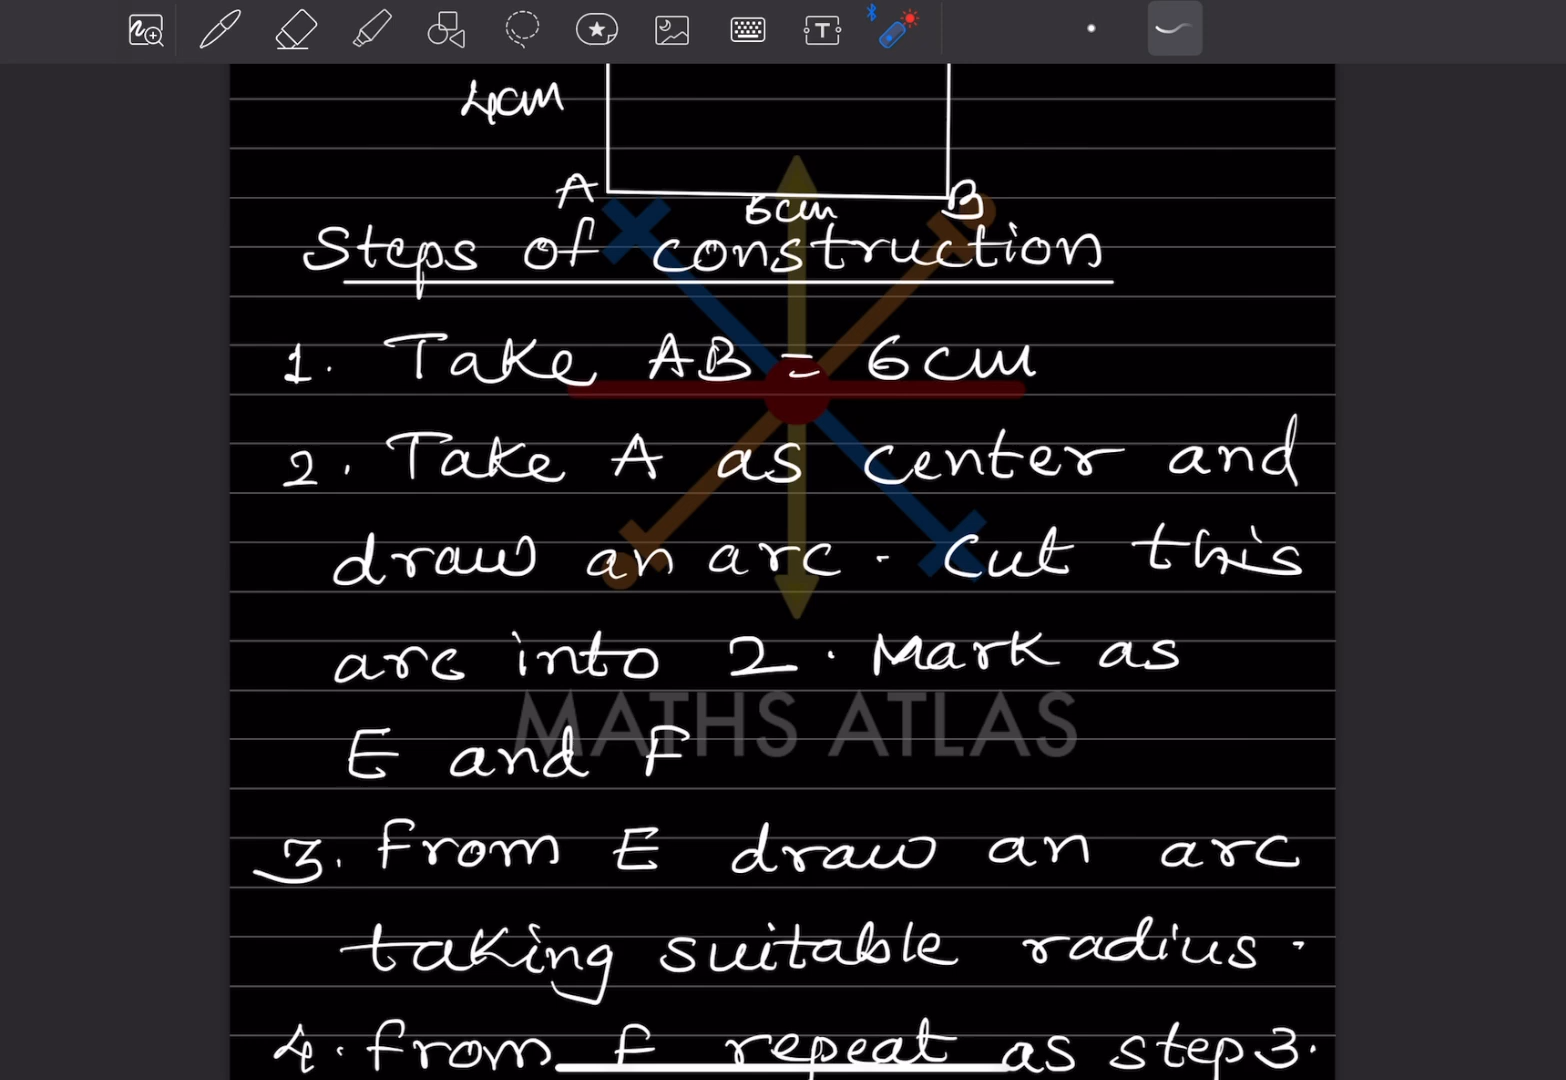 4cm
A
6cm
B
Steps of construction
1. Take AB = 6cm
2. Take A as center and
draw an arc. Cut this
arc into 2. Mark as
E and F
MATHS ATLAS
3. From E draw an arc
taking suitable radius.
4. From F repeat as step 3.